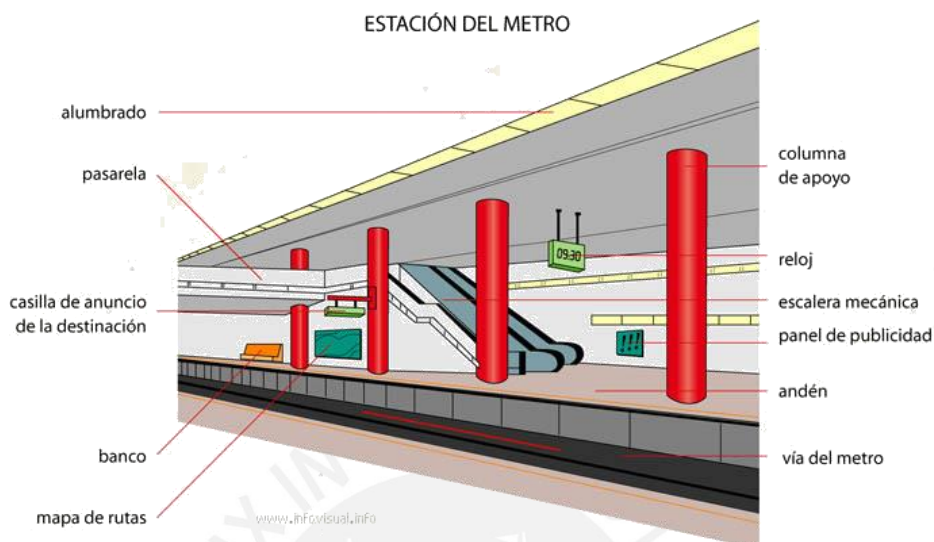 ESTACIÓN DEL METRO
alumbrado
pasarela
casilla de anuncio
de la destinación
banco
mapa de rutas
columna
de apoyo
reloj
escalera mecánica
panel de publicidad
andén
vía del metro
09:30
!!!
www.infovisual.info